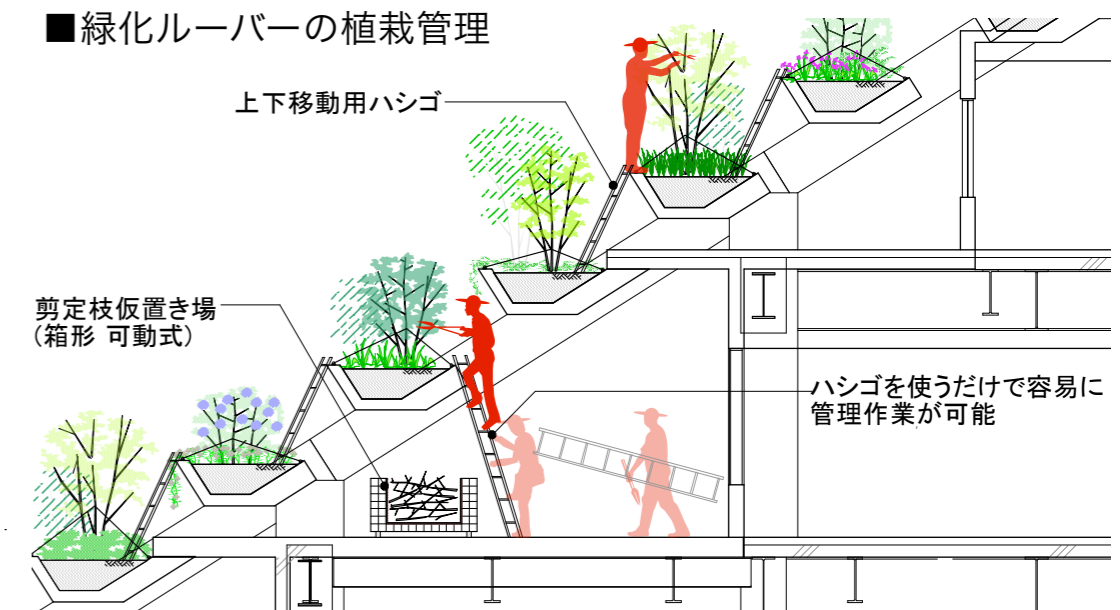 ■緑化ルーバーの植栽管理
上下移動用ハシゴ
剪定枝仮置き場
(箱形 可動式)
ハシゴを使うだけで容易に
管理作業が可能